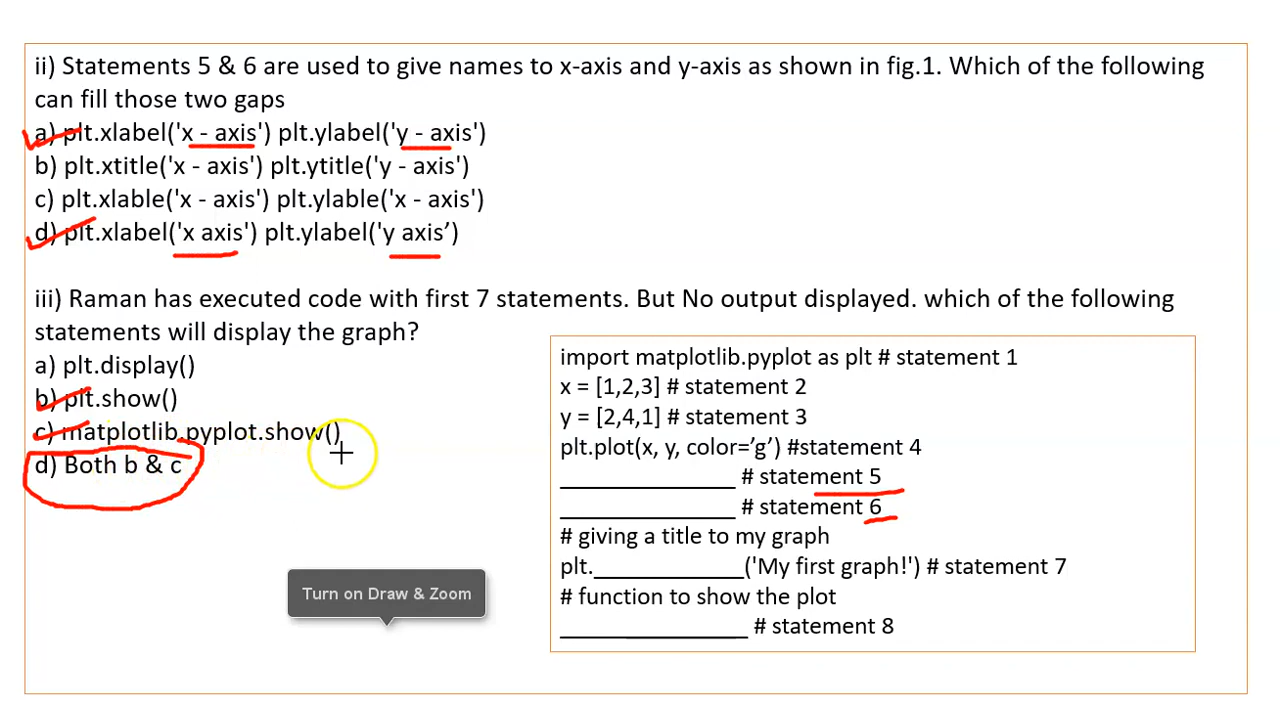 ii) Statements 5 & 6 are used to give names to x-axis and y-axis as shown in fig.1. Which of the following
can fill those two gaps
a) plt.xlabel('x - axis') plt.ylabel('y - axis')
b) plt.xtitle('x - axis') plt.ytitle('y - axis')
c) plt.xlable('x - axis') plt.ylable('x - axis')
d) plt.xlabel('x axis') plt.ylabel('y axis’)
iii) Raman has executed code with first 7 statements. But No output displayed. which of the following
statements will display the graph?
a) plt.display()
b) plt.show()
c) matplotlib.pyplot.show()
d) Both b & c
import matplotlib.pyplot as plt # statement 1
x = [1,2,3] # statement 2
y = [2,4,1] # statement 3
plt.plot(x, y, color=’g’) #statement 4
______________ # statement 5
______________ # statement 6
# giving a title to my graph
plt.____________('My first graph!') # statement 7
# function to show the plot
_______________ # statement 8
Turn on Draw & Zoom